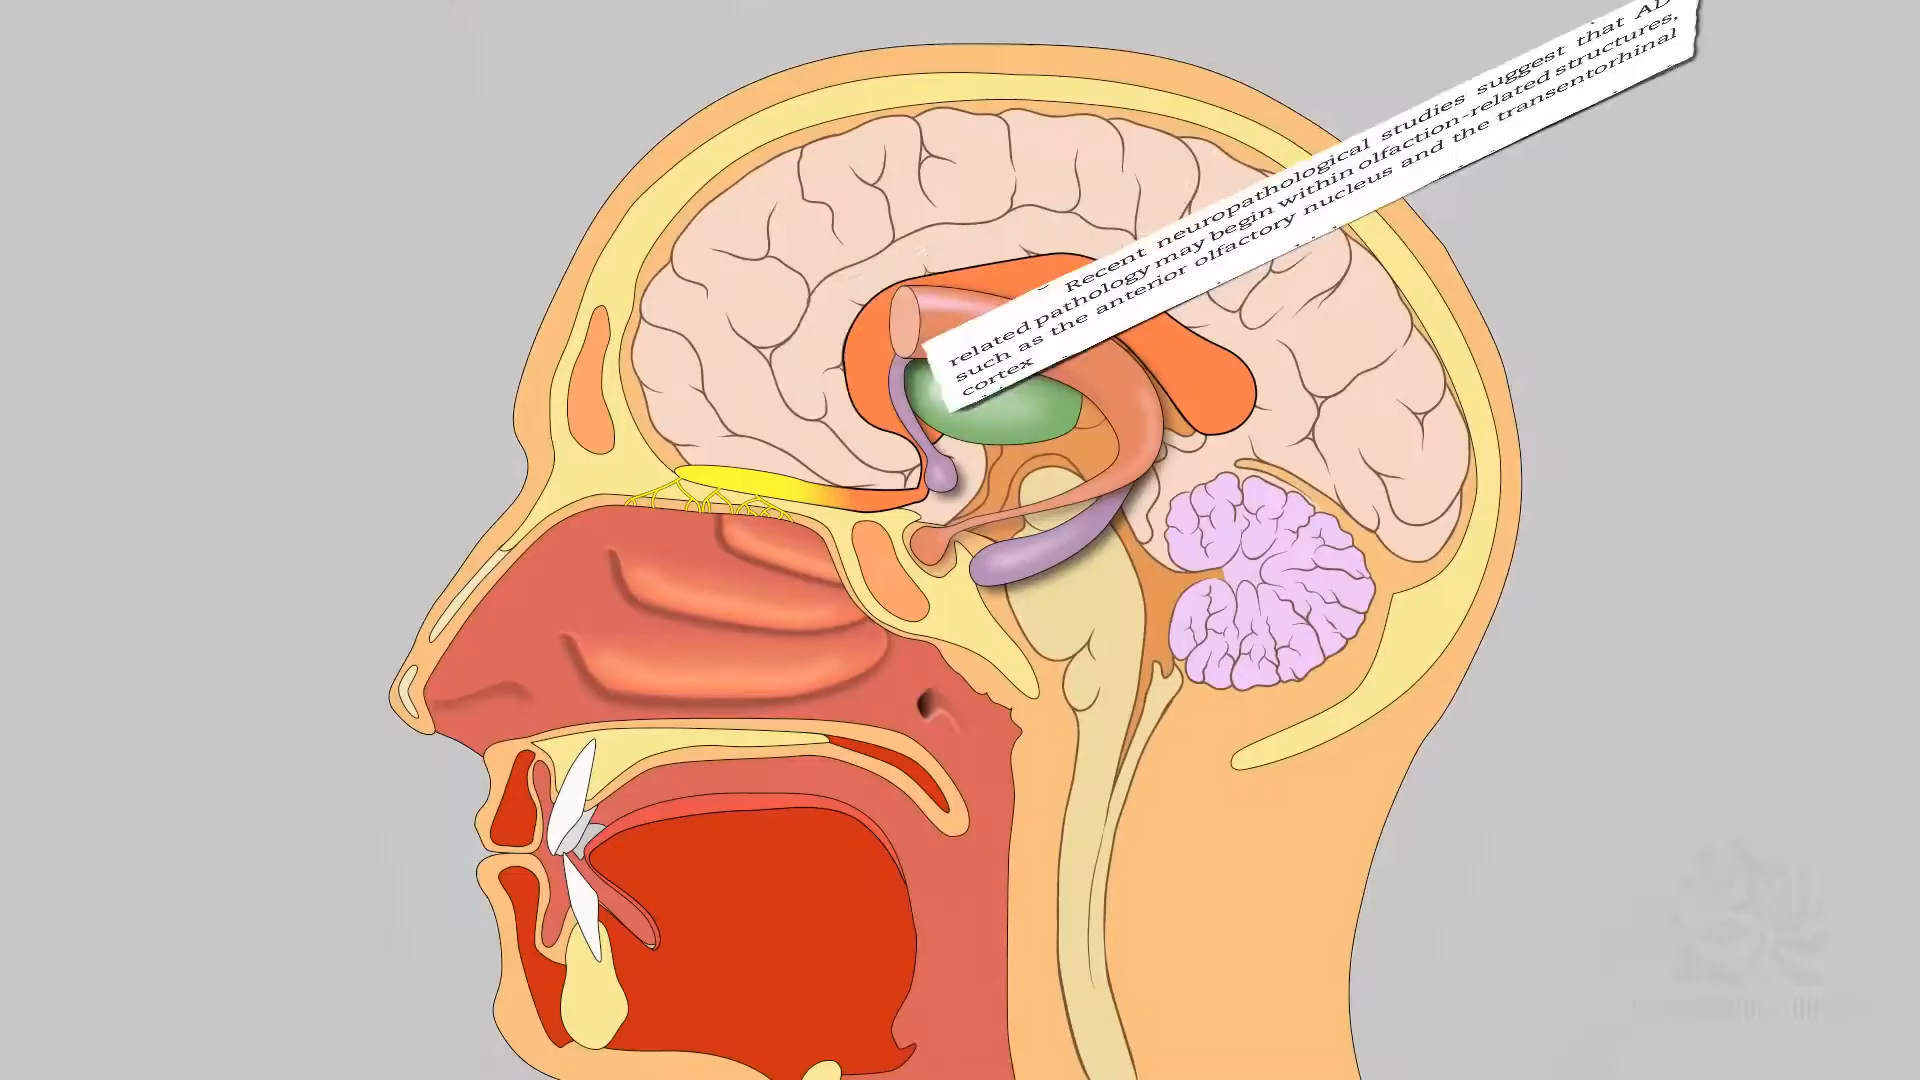 Recent neuropathological studies suggest that AD
related pathology may begin within olfaction-related structures,
such as the anterior olfactory nucleus and the transentorhinal
cortex